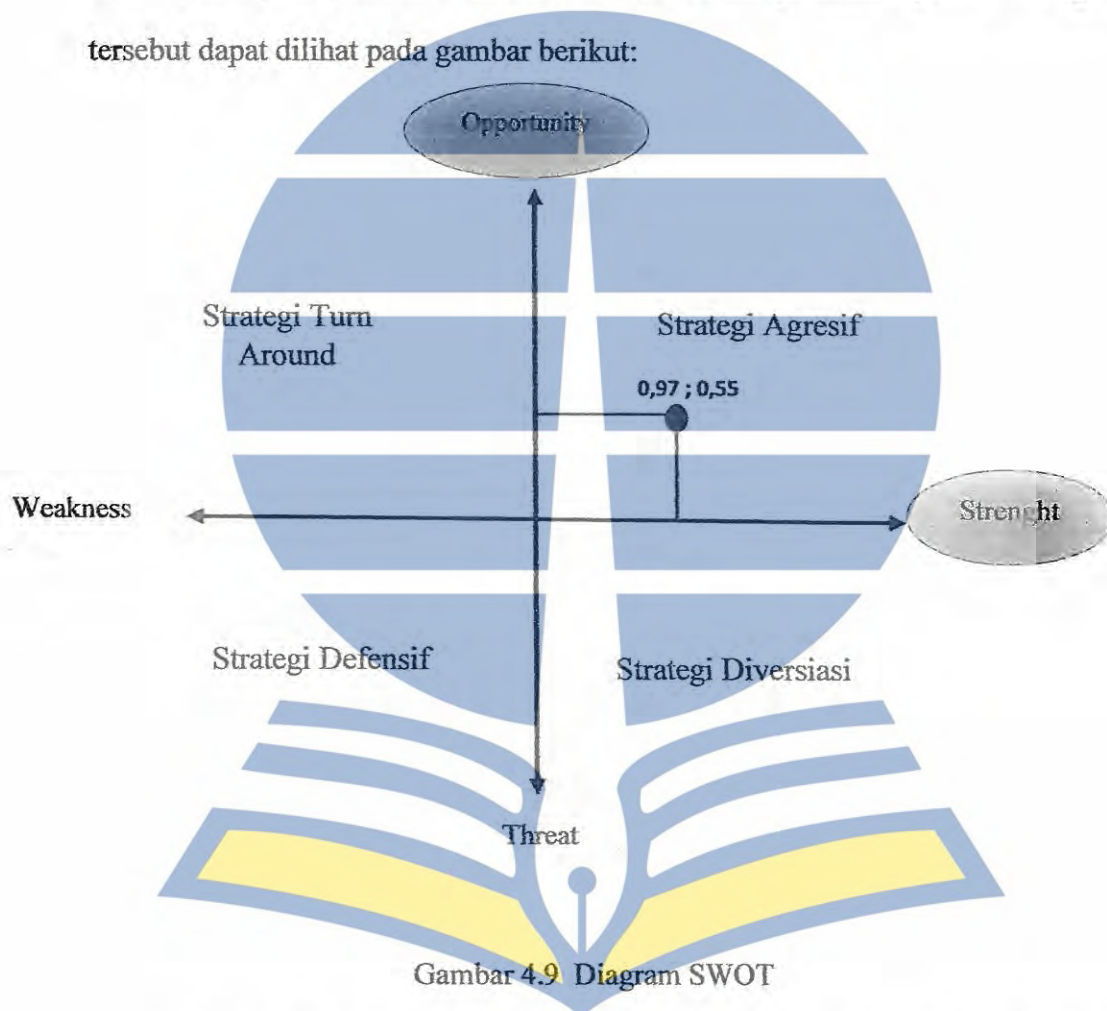 tersebut dapat dilihat pada gambar berikut:
Opportunity
Strategi Turn
Around
Strategi Agresif
0,97 ; 0,55
Weakness
Strenght
Strategi Defensif
Strategi Diversiasi
Threat
Gambar 4.9 Diagram SWOT